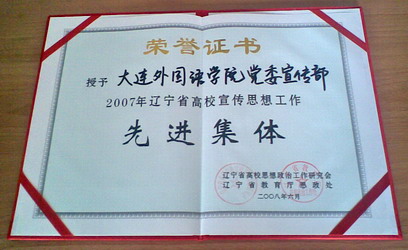 荣誉证书
授予 大连外国语学院党委宣传部
2007年辽宁省高校宣传思想工作
先进集体
辽宁省高校思想政治工作研究会
辽宁省教育厅思政处
二〇〇八年六月